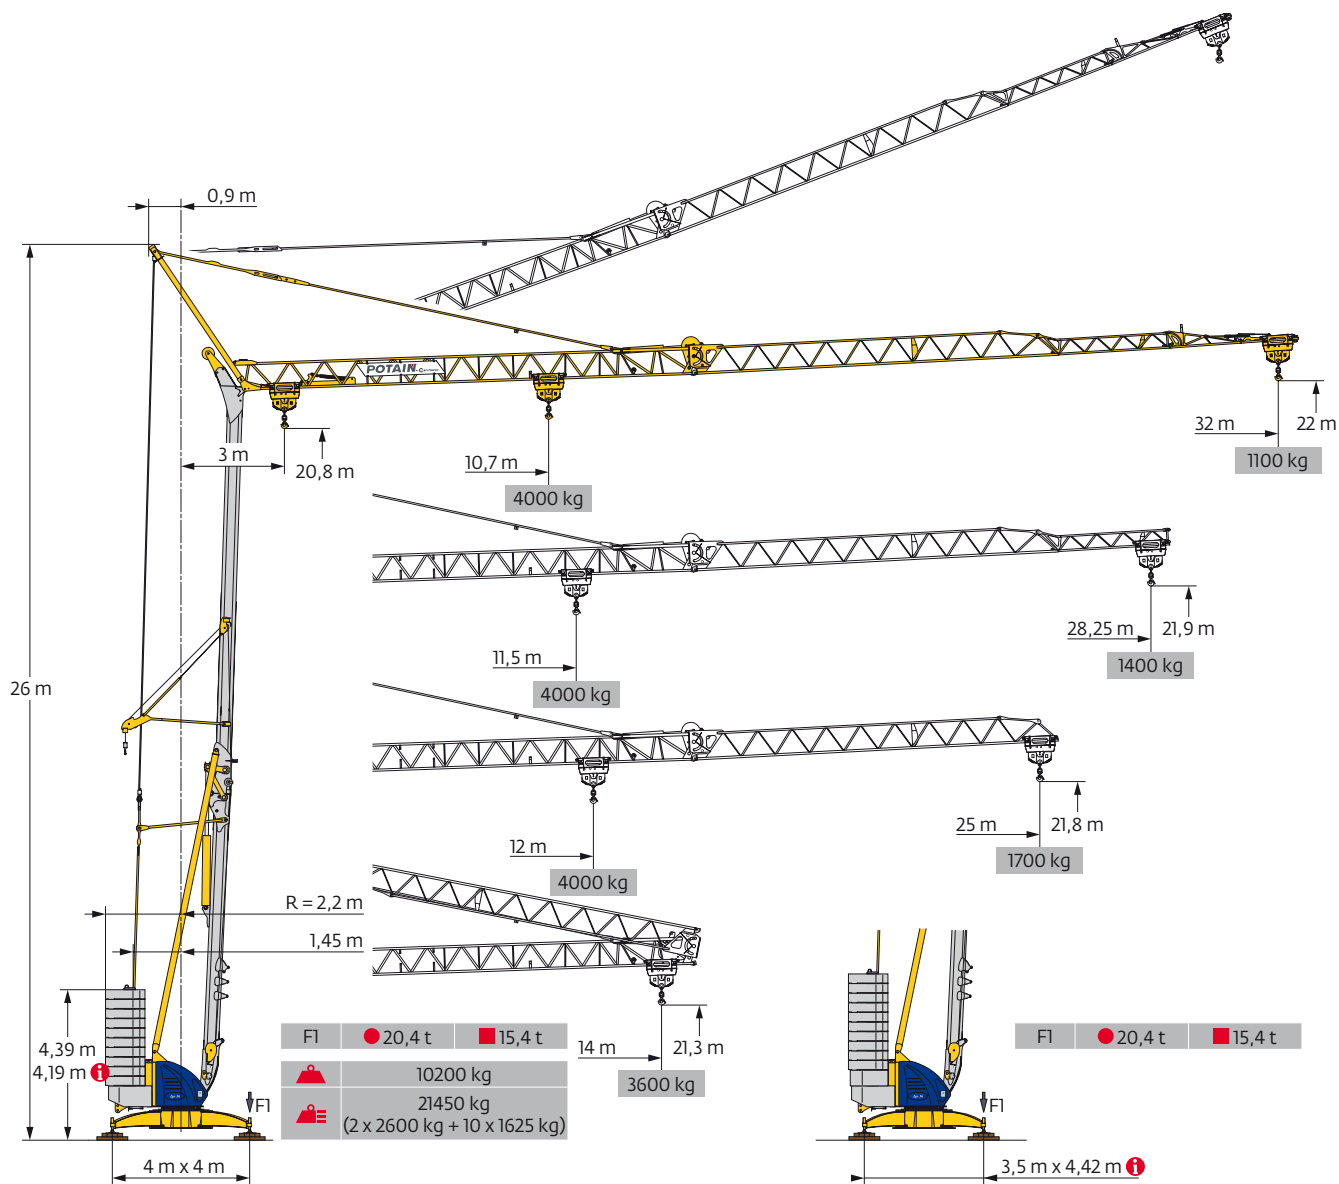 0,9 m
POTAIN
3 m
20,8 m
10,7 m
4000 kg
32 m
22 m
1100 kg
26 m
11,5 m
4000 kg
28,25 m
21,9 m
1400 kg
12 m
4000 kg
25 m
21,8 m
1700 kg
R = 2,2 m
1,45 m
14 m
21,3 m
3600 kg
4,39 m
4,19 m i
F1 20,4 t 15,4 t
10200 kg
21450 kg
(2 x 2600 kg + 10 x 1625 kg)
F1
4 m x 4 m
F1 20,4 t 15,4 t
F1
3,5 m x 4,42 m i